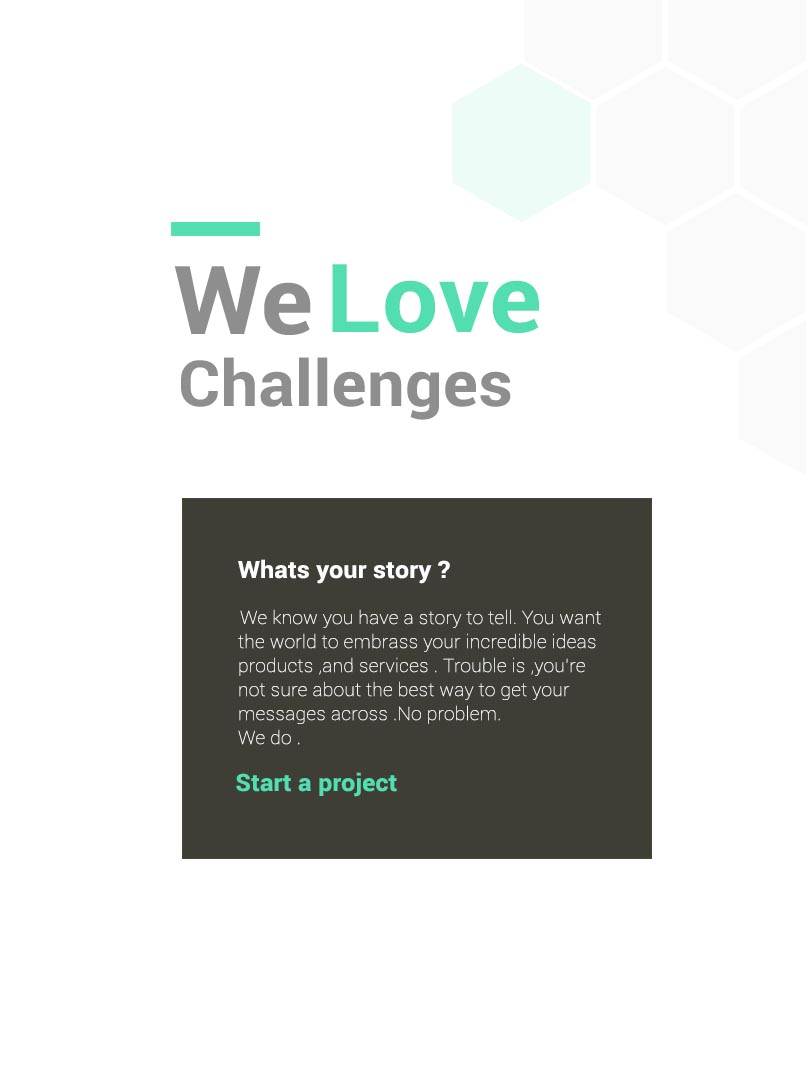 We Love
Challenges
Whats your story ?
We know you have a story to tell. You want
the world to embrass your incredible ideas
products ,and services . Trouble is ,you're
not sure about the best way to get your
messages across .No problem.
We do .
Start a project